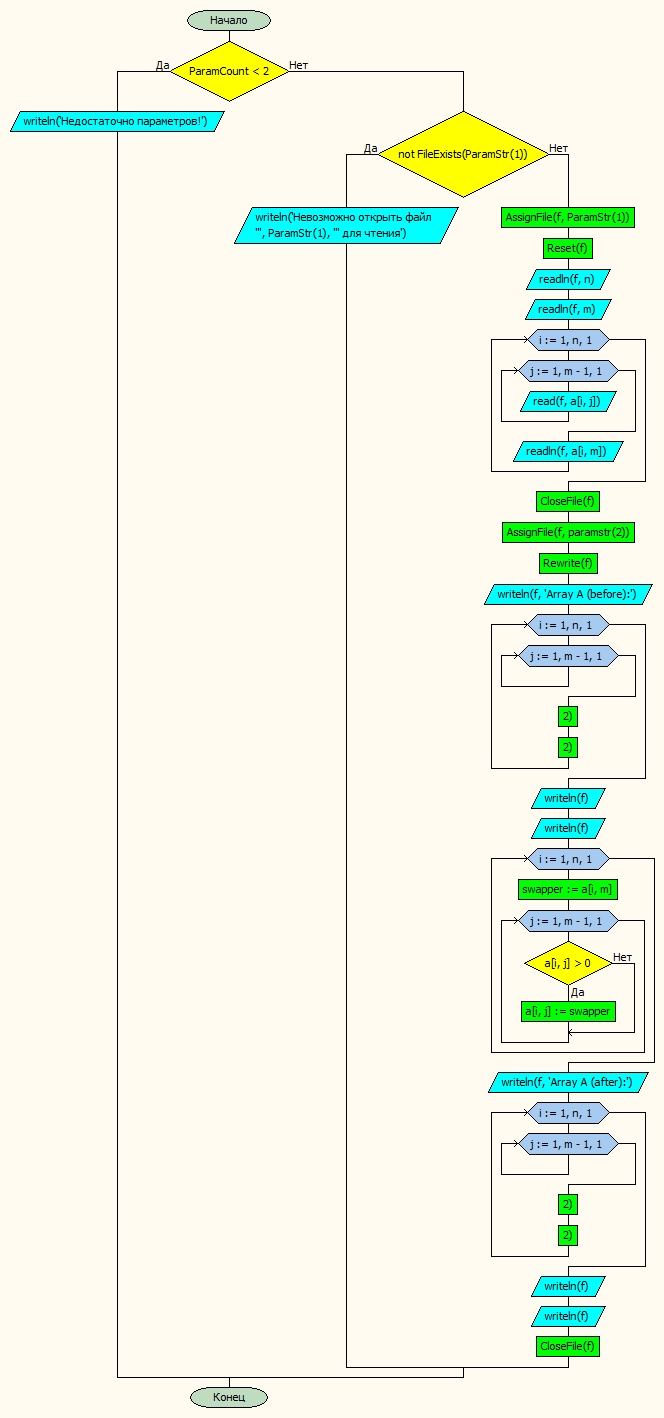 Начало
ParamCount < 2
Да
Нет
writeln('Недостаточно параметров!')
not FileExists(ParamStr(1))
Да
Нет
writeln('Невозможно открыть файл
'", ParamStr(1), '" для чтения')
AssignFile(f, ParamStr(1))
Reset(f)
readln(f, n)
readln(f, m)
i := 1, n, 1
j := 1, m - 1, 1
read(f, a[i, j])
readln(f, a[i, m])
CloseFile(f)
AssignFile(f, paramstr(2))
Rewrite(f)
writeln(f, 'Array A (before):')
i := 1, n, 1
j := 1, m - 1, 1
2)
2)
writeln(f)
writeln(f)
i := 1, n, 1
swapper := a[i, m]
j := 1, m - 1, 1
a[i, j] > 0
Нет
Да
a[i, j] := swapper
writeln(f, 'Array A (after):')
i := 1, n, 1
j := 1, m - 1, 1
2)
2)
writeln(f)
writeln(f)
CloseFile(f)
Конец